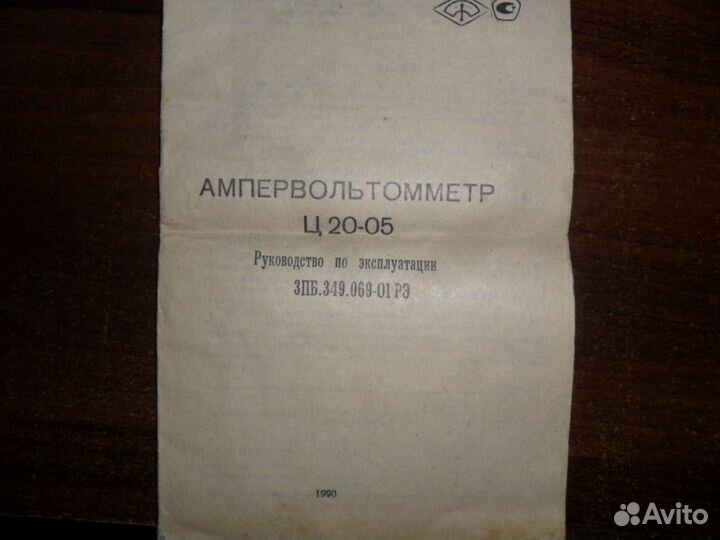 АМПЕРВОЛЬТОММЕТР
Ц 20-05
Руководство по эксплуатации
3ПБ.349.069-01 РЭ
1990
Avito